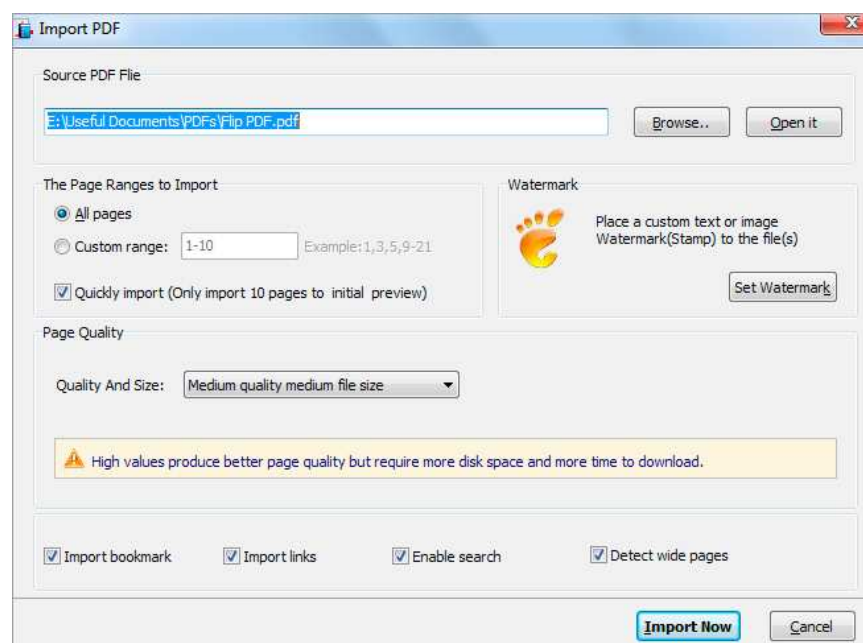 Import PDF
Source PDF Flie
E:\Useful Documents\PDFs\Flip PDF.pdf
Browse..
Open it
The Page Ranges to Import
All pages
Custom range:
1-10
Example:1,3,5,9-21
Quickly import (Only import 10 pages to initial preview)
Watermark
Place a custom text or image
Watermark(Stamp) to the file(s)
Set Watermark
Page Quality
Quality And Size:
Medium quality medium file size
High values produce better page quality but require more disk space and more time to download.
Import bookmark
Import links
Enable search
Detect wide pages
Import Now
Cancel